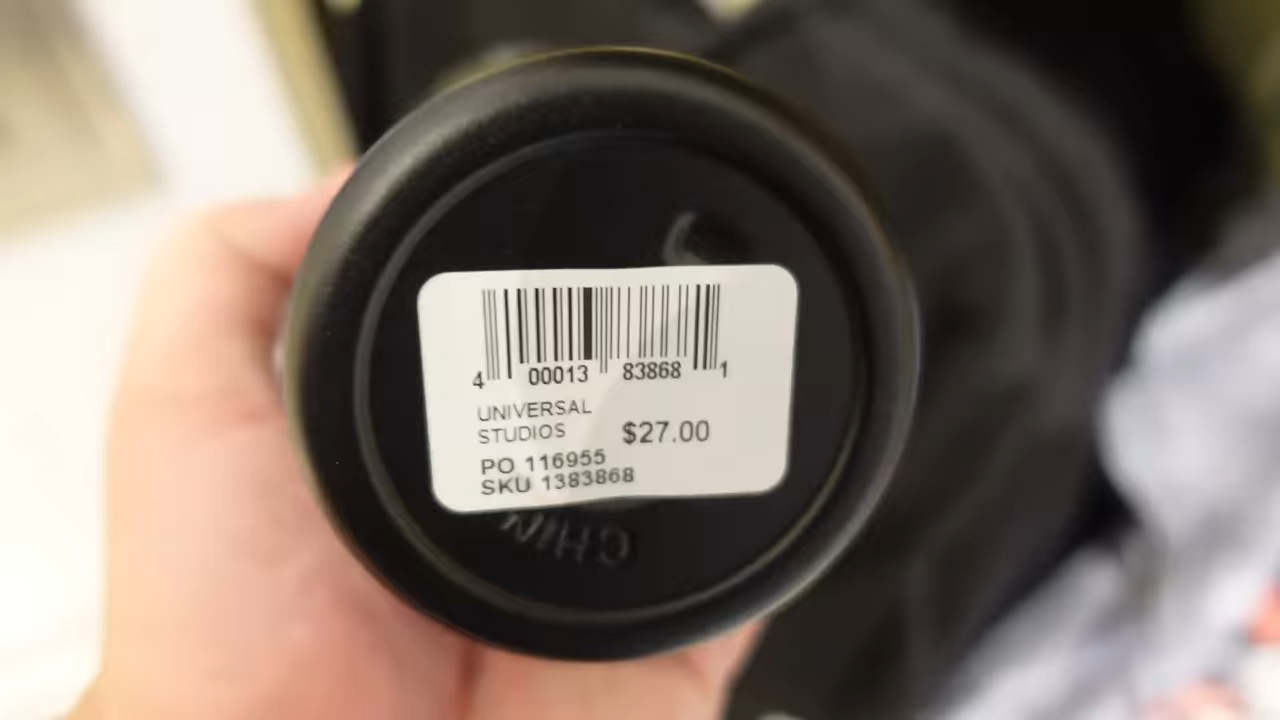 4 00013 83868 1
UNIVERSAL
STUDIOS $27.00
PO 116955
SKU 1383868